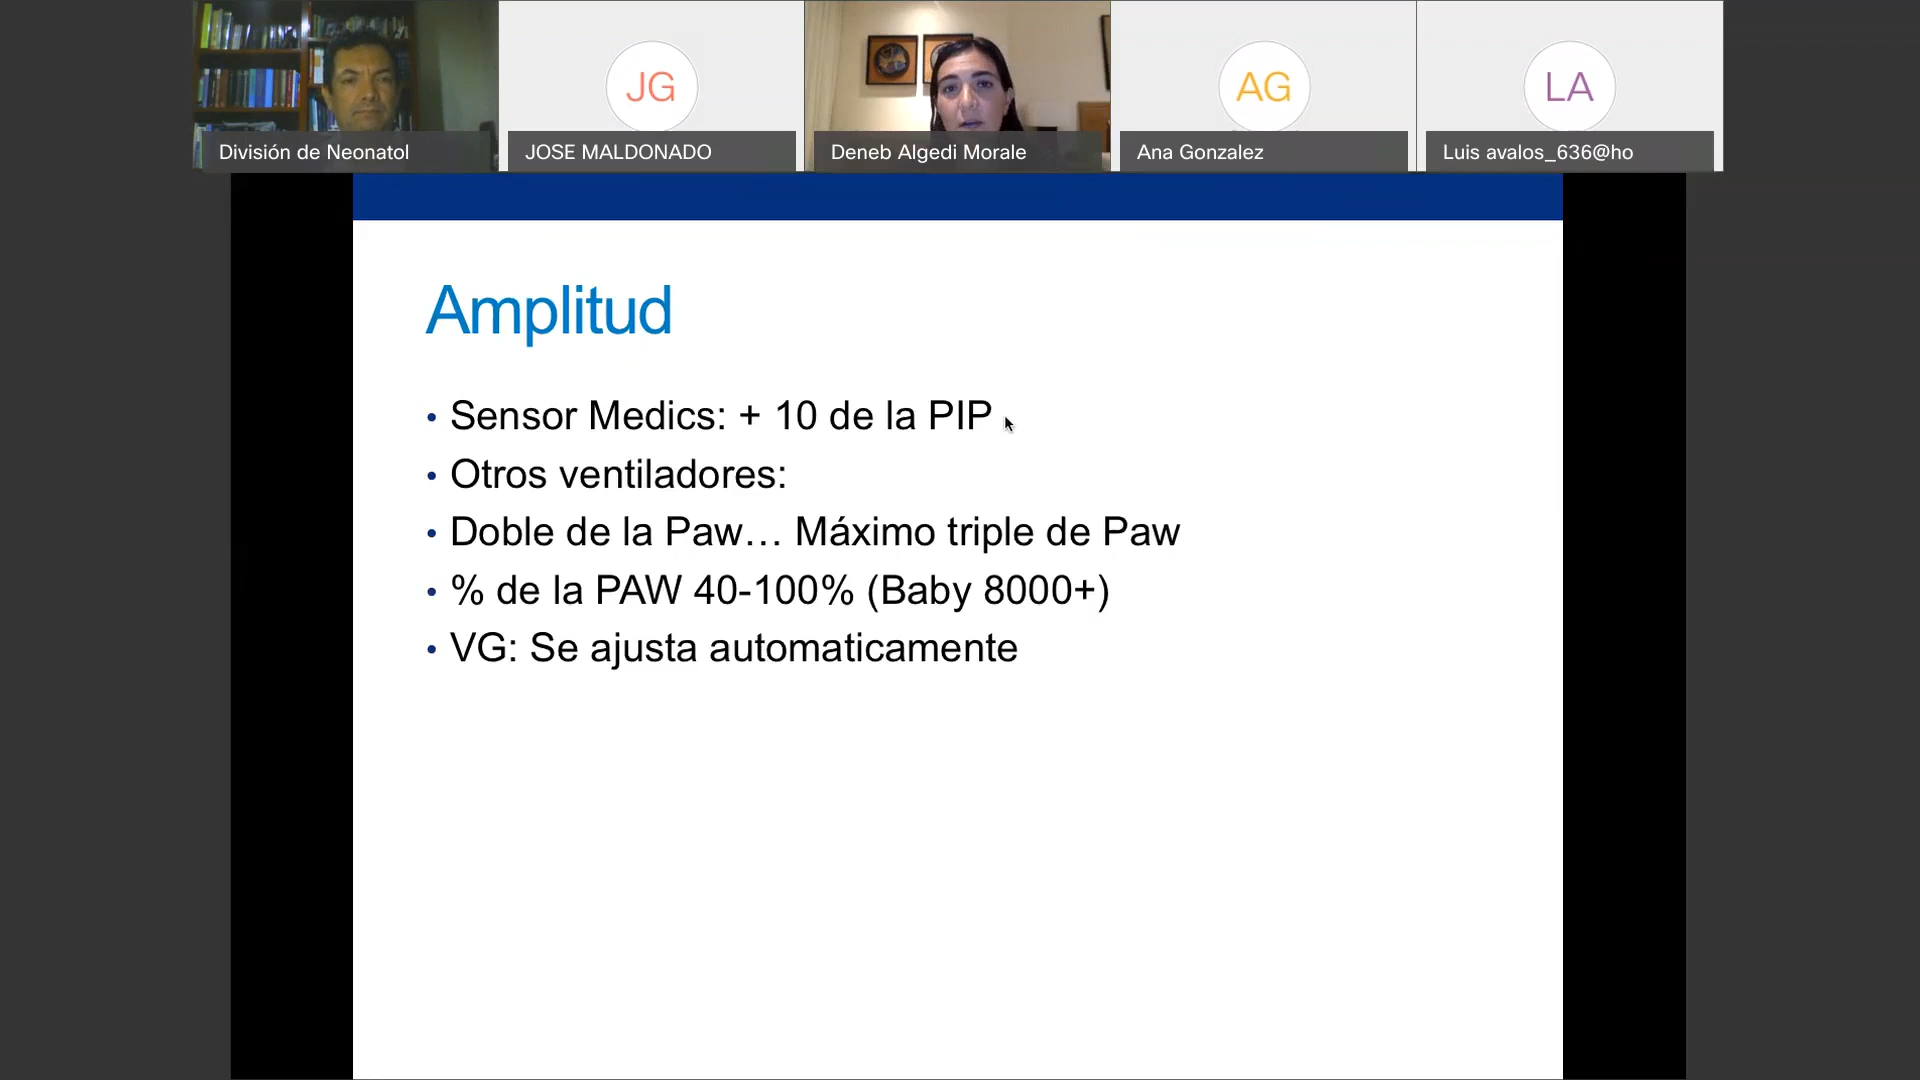 División de Neonatol
JG
JOSE MALDONADO
Deneb Algedi Morale
AG
Ana Gonzalez
LA
Luis avalos_636@ho
Amplitud
• Sensor Medics: + 10 de la PIP
• Otros ventiladores:
• Doble de la Paw… Máximo triple de Paw
• % de la PAW 40-100% (Baby 8000+)
• VG: Se ajusta automaticamente